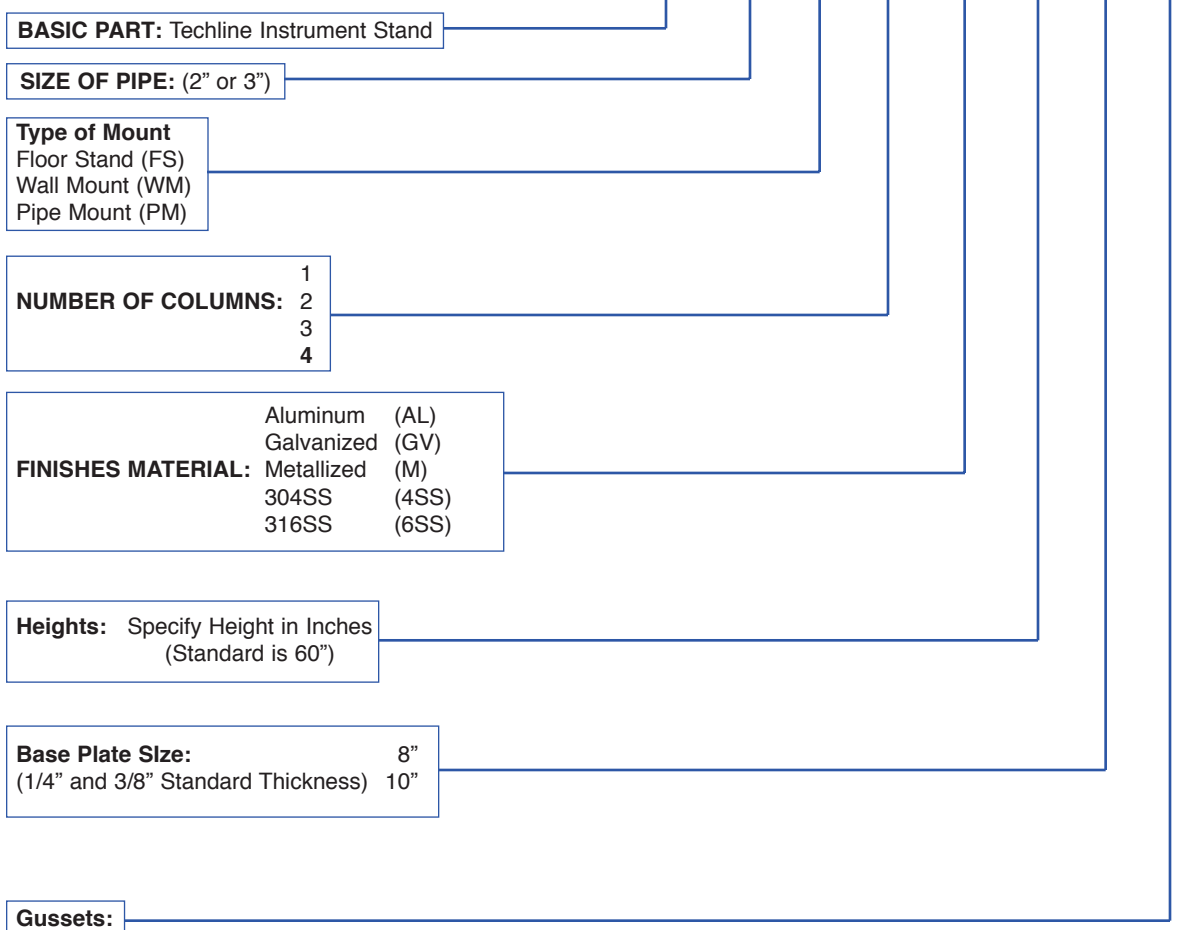 BASIC PART: Techline Instrument Stand
SIZE OF PIPE: (2” or 3”)
Type of Mount
Floor Stand (FS)
Wall Mount (WM)
Pipe Mount (PM)
1
NUMBER OF COLUMNS: 2
3
4
Aluminum (AL)
Galvanized (GV)
FINISHES MATERIAL: Metallized (M)
304SS (4SS)
316SS (6SS)
Heights: Specify Height in Inches
(Standard is 60”)
Base Plate SIze: 8”
(1/4” and 3/8” Standard Thickness) 10”
Gussets: